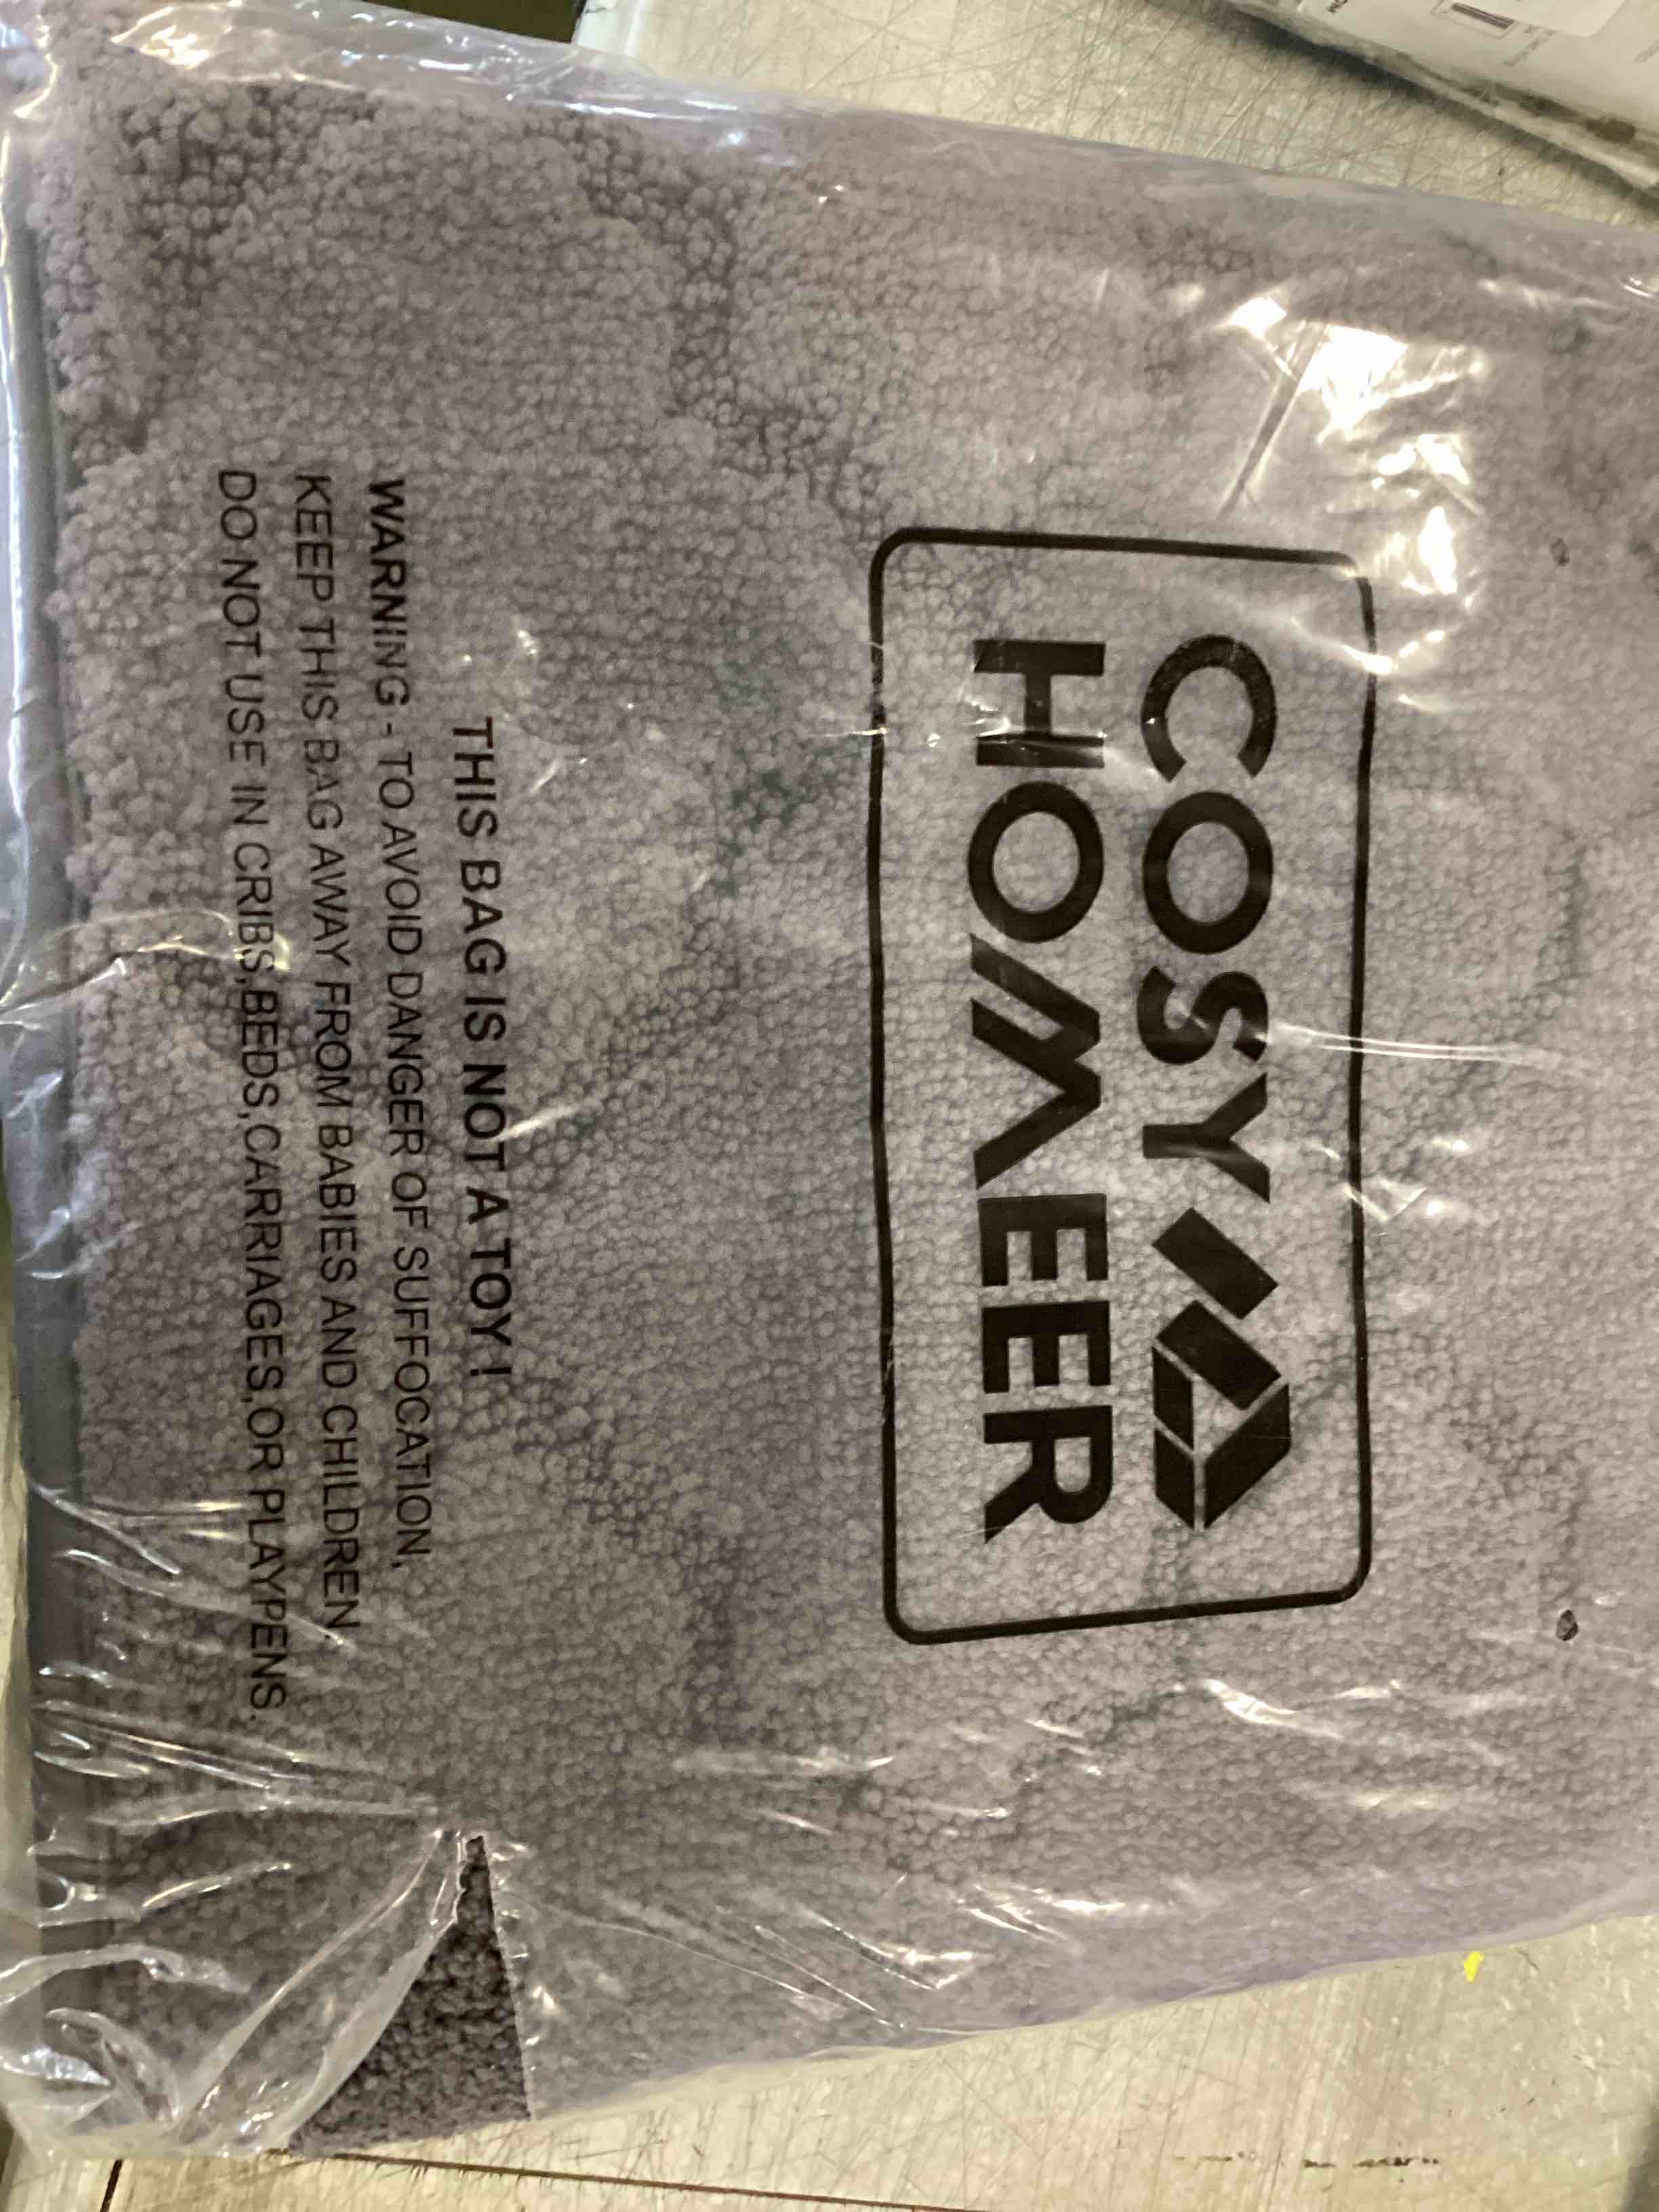 COSY
HOMEER
THIS BAG IS NOT A TOY!
WARNING - TO AVOID DANGER OF SUFFOCATION,
KEEP THIS BAG AWAY FROM BABIES AND CHILDREN.
DO NOT USE IN CRIBS,BEDS,CARRIAGES,OR PLAYPENS.